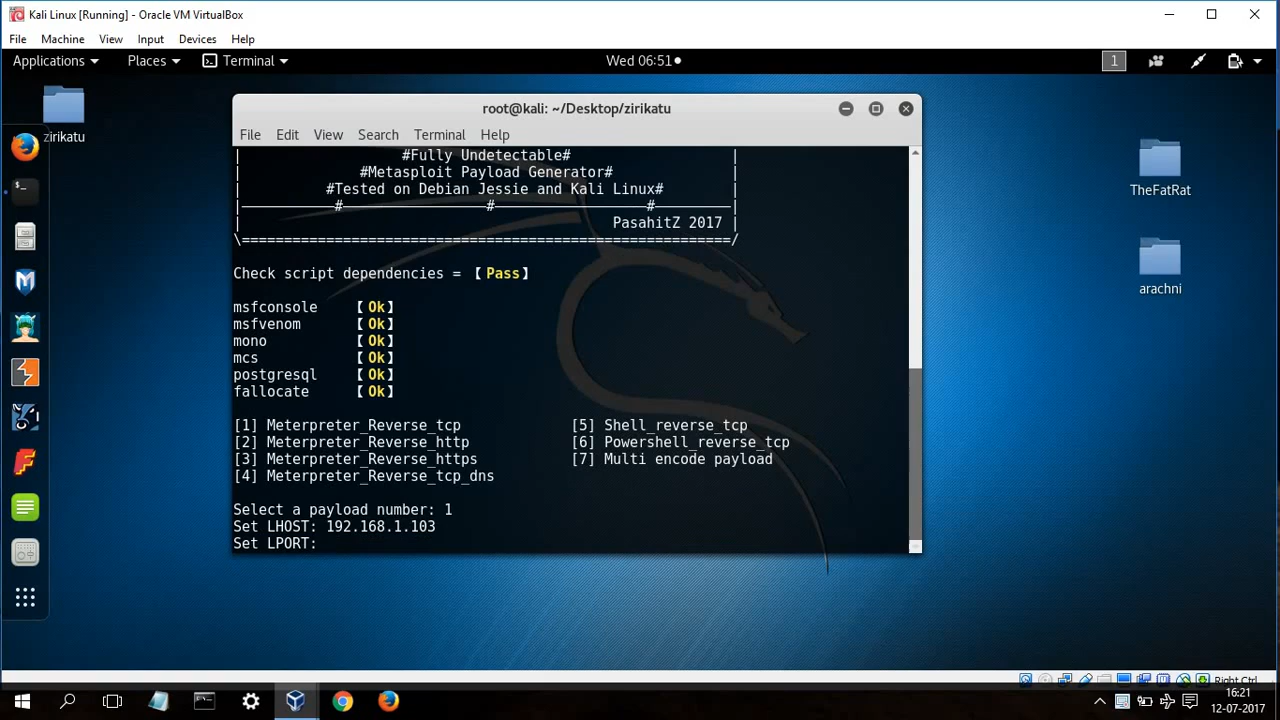 Kali Linux [Running] - Oracle VM VirtualBox
File Machine View Input Devices Help
Applications Places Terminal Wed 06:51 1
zirikatu
root@kali: ~/Desktop/zirikatu
File Edit View Search Terminal Help
| #Fully Undetectable# |
| #Metasploit Payload Generator# |
| #Tested on Debian Jessie and Kali Linux# |
|———————————#——————————————————#——————————————————#—————————|
| PasahitZ 2017 |
\==========================================================/
Check script dependencies = 【 Pass】
msfconsole 【 Ok】
msfvenom 【 Ok】
mono 【 Ok】
mcs 【 Ok】
postgresql 【 Ok】
fallocate 【 Ok】
[1] Meterpreter_Reverse_tcp [5] Shell_reverse_tcp
[2] Meterpreter_Reverse_http [6] Powershell_reverse_tcp
[3] Meterpreter_Reverse_https [7] Multi encode payload
[4] Meterpreter_Reverse_tcp_dns
Select a payload number: 1
Set LHOST: 192.168.1.103
Set LPORT:
TheFatRat
arachni
Right Ctrl
16:21
12-07-2017